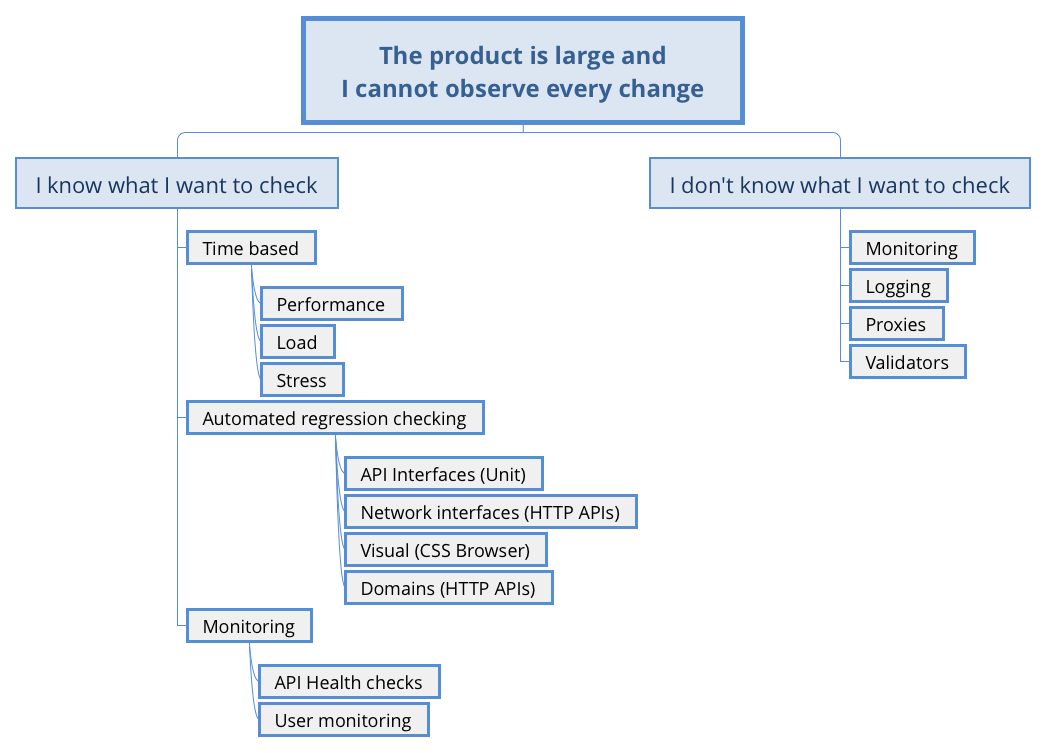 The product is large and
I cannot observe every change
I know what I want to check
Time based
Performance
Load
Stress
Automated regression checking
API Interfaces (Unit)
Network interfaces (HTTP APIs)
Visual (CSS Browser)
Domains (HTTP APIs)
Monitoring
API Health checks
User monitoring
I don't know what I want to check
Monitoring
Logging
Proxies
Validators